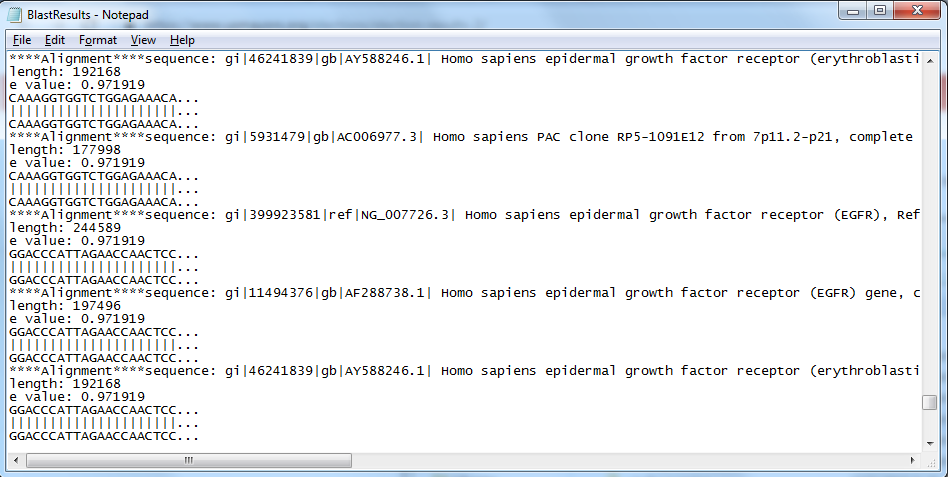 BlastResults - Notepad
File Edit Format View Help
****Alignment****sequence: gi|46241839|gb|AY588246.1| Homo sapiens epidermal growth factor receptor (erythroblasti
length: 192168
e value: 0.971919
CAAAGGTGGTCTGGAGAAACA...
|||||||||||||||||||||...
CAAAGGTGGTCTGGAGAAACA...
****Alignment****sequence: gi|5931479|gb|AC006977.3| Homo sapiens PAC clone RP5-1091E12 from 7p11.2-p21, complete
length: 177998
e value: 0.971919
CAAAGGTGGTCTGGAGAAACA...
|||||||||||||||||||||...
CAAAGGTGGTCTGGAGAAACA...
****Alignment****sequence: gi|399923581|ref|NG_007726.3| Homo sapiens epidermal growth factor receptor (EGFR), Ref
length: 244589
e value: 0.971919
GGACCCATTAGAACCAACTCC...
|||||||||||||||||||||...
GGACCCATTAGAACCAACTCC...
****Alignment****sequence: gi|11494376|gb|AF288738.1| Homo sapiens epidermal growth factor receptor (EGFR) gene, c
length: 197496
e value: 0.971919
GGACCCATTAGAACCAACTCC...
|||||||||||||||||||||...
GGACCCATTAGAACCAACTCC...
****Alignment****sequence: gi|46241839|gb|AY588246.1| Homo sapiens epidermal growth factor receptor (erythroblasti
length: 192168
e value: 0.971919
GGACCCATTAGAACCAACTCC...
|||||||||||||||||||||...
GGACCCATTAGAACCAACTCC...